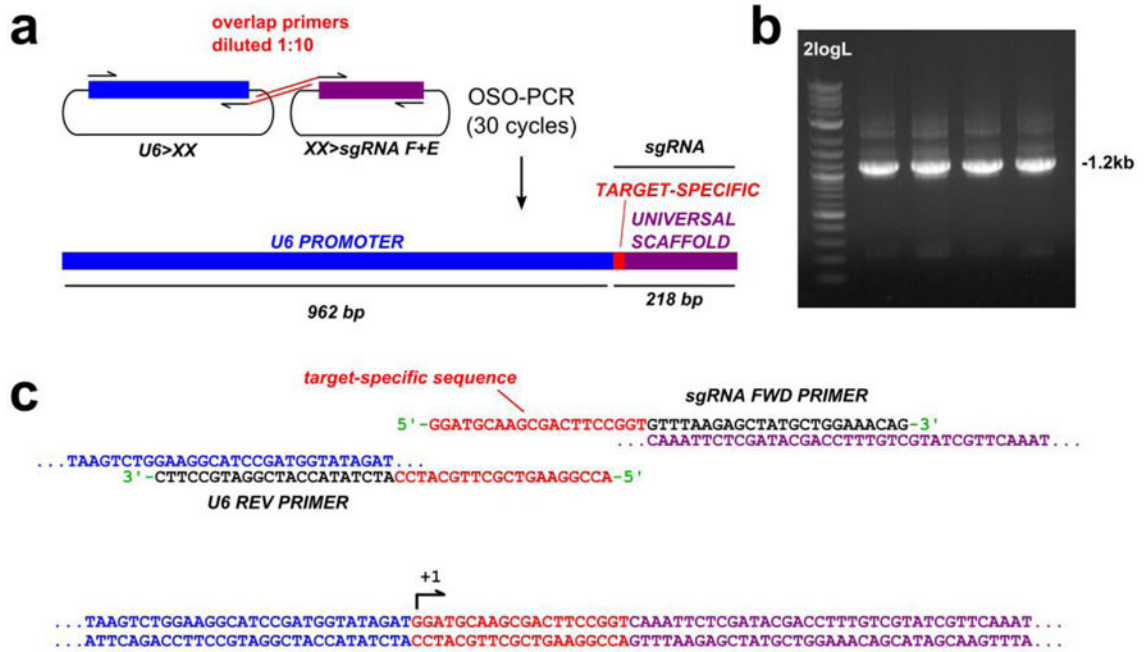 a
overlap primers
diluted 1:10
U6>XX
XX>sgRNA F+E
OSO-PCR
(30 cycles)
sgRNA
TARGET-SPECIFIC
UNIVERSAL
SCAFFOLD
U6 PROMOTER
962 bp
218 bp
b
2logL
-1.2kb
c
target-specific sequence
sgRNA FWD PRIMER
5'-GGATGCAAGCGACTTCCGGTGTTTAAGAGCTATGCTGGAAACAG-3'
...CAAATTCTCGATACGACCTTTGTCGTATCGTTCAAAT...
...TAAGTCTGGAAGGCATCCGATGGTATAGAT...
3'-CTTCCGTAGGCTACCATATCTACCTACGTTCGCTGAAGGCCA-5'
U6 REV PRIMER
+1
...TAAGTCTGGAAGGCATCCGATGGTATAGATGGATGCAAGCGACTTCCGGTCAAATTCTCGATACGACCTTTGTCGTATCGTTCAAAT...
...ATTCAGACCTTCCGTAGGCTACCATATCTACCTACGTTCGCTGAAGGCCAGTTTAAGAGCTATGCTGGAAACAGCATAGCAAGTTTA...